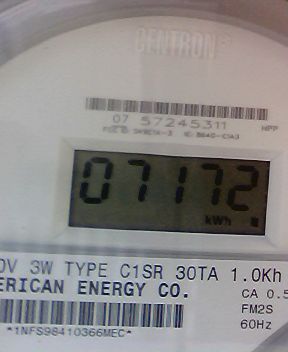 CENTRON
07 57245311
07172
kWh
0V 3W TYPE C1SR 30TA 1.0Kh
ERICAN ENERGY CO. CA 0.5
FM2S
*1NFS98410366MEC* 60Hz